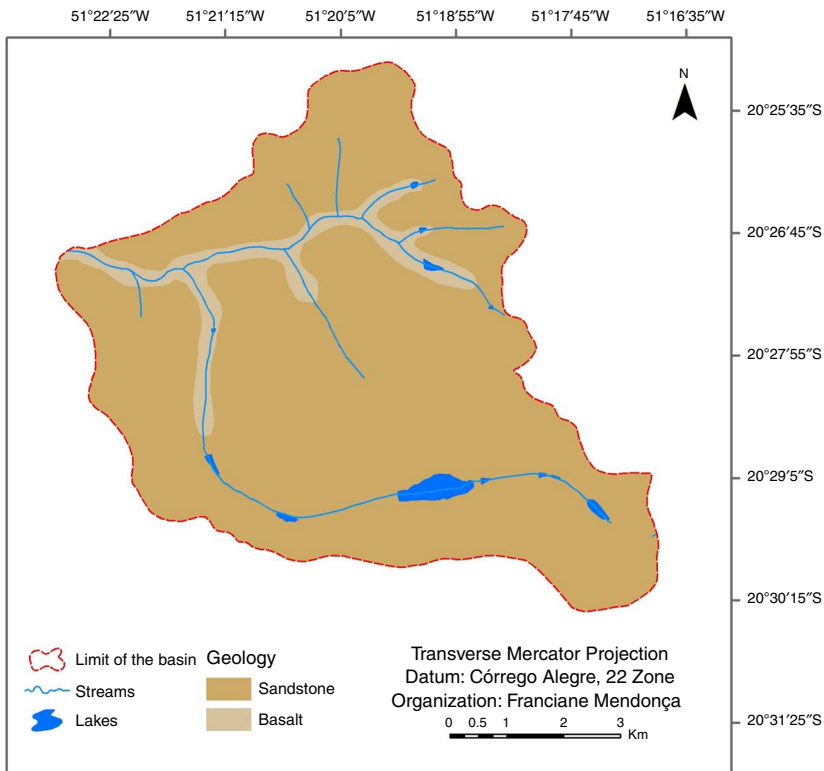 51°22′25″W 51°21′15″W 51°20′5″W 51°18′55″W 51°17′45″W 51°16′35″W
N
20°25′35″S
20°26′45″S
20°27′55″S
20°29′5″S
20°30′15″S
20°31′25″S
Limit of the basin
Streams
Lakes
Geology
Sandstone
Basalt
Transverse Mercator Projection
Datum: Córrego Alegre, 22 Zone
Organization: Franciane Mendonça
0 0.5 1 2 3
Km